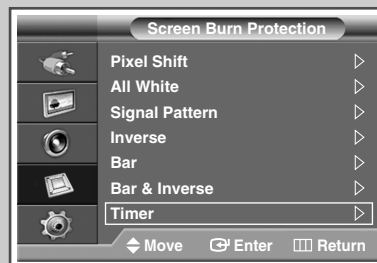 Screen Burn Protection
Pixel Shift
All White
Signal Pattern
Inverse
Bar
Bar & Inverse
Timer
Move Enter Return